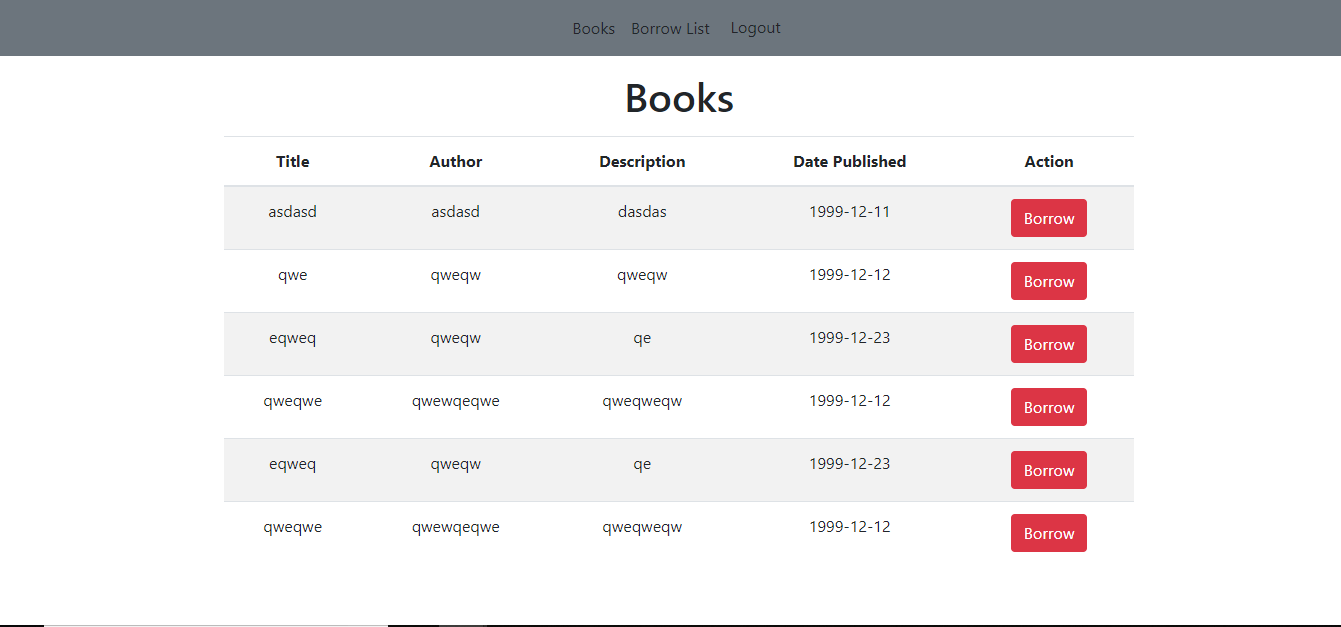 Books Borrow List Logout
Books
Title Author Description Date Published Action
asdasd asdasd dasdas 1999-12-11 Borrow
qwe qweqw qweqw 1999-12-12 Borrow
eqweq qweqw qe 1999-12-23 Borrow
qweqwe qwewqeqwe qweqweqw 1999-12-12 Borrow
eqweq qweqw qe 1999-12-23 Borrow
qweqwe qwewqeqwe qweqweqw 1999-12-12 Borrow